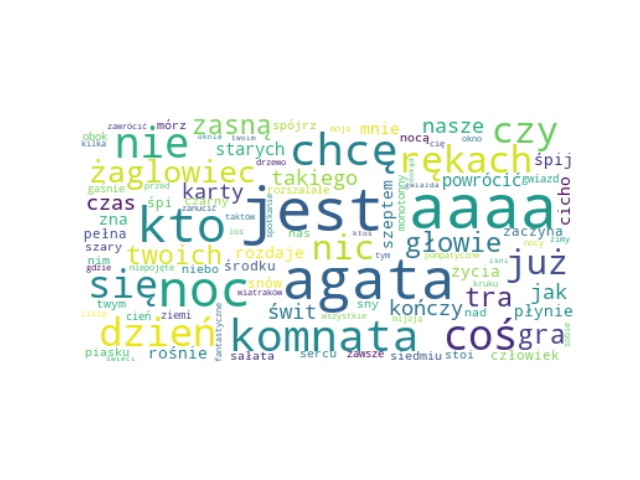 zawrócić mórz zasną spójrz moja mnie nasze czy
obok kilka nie oknie twoim nocą cię okno
starych chcę rękach śpij
żaglowiec drzewo takiego powrócić gwiazd
gaśnie przed karty rozszalałe gwiazda
czas śpi czarny jest aaaa cicho
zanucić monotonny szeptem
zna kto taktów spotkanie
pełna los nas ktoś głowie zaczyna
szary twoich nic nocy zimy
gdzie nim niepojęte niebo rozdaje tym pompatyczne już
się noc środku agata życia iśni
snów kruku
wiatraków tra jak
twym sny kończy nad płynie
ciszą cień ziemi świt wszystkie mijają
dzień fantastyczne komnata coś gra sobie
piasku rośnie sałata sercu zawsze siedmiu stoi człowiek
świeci